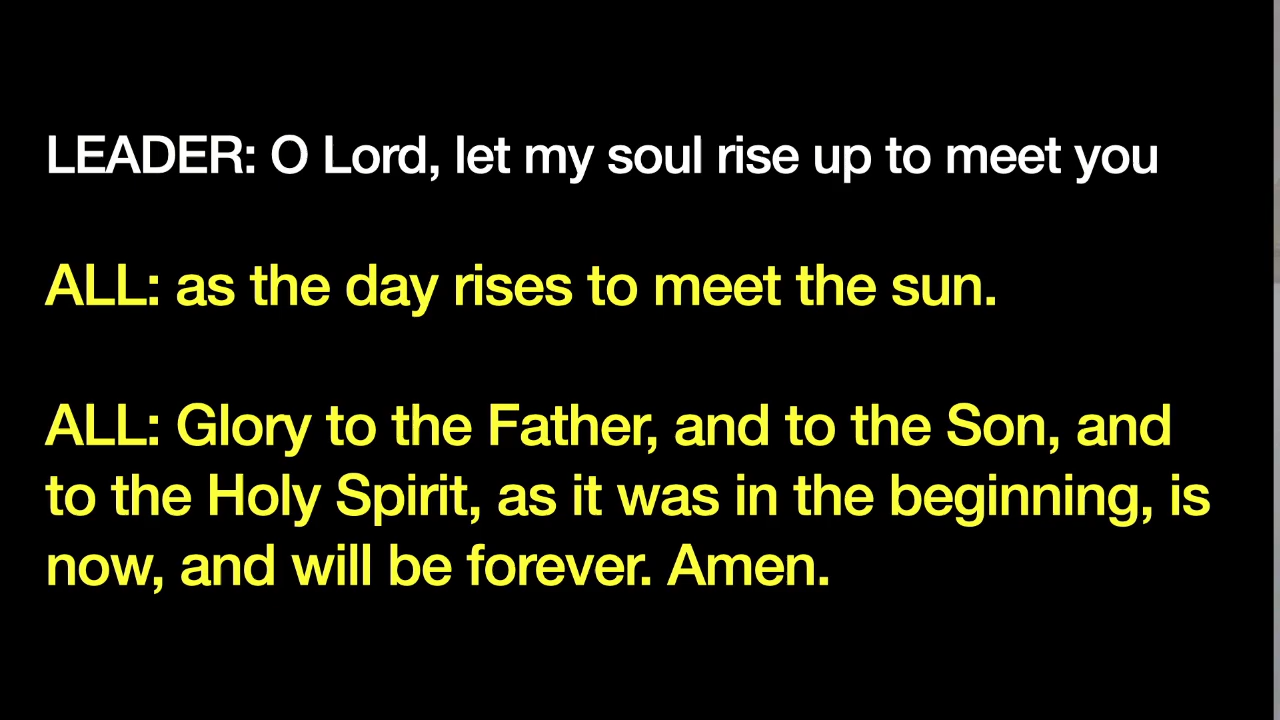 LEADER: O Lord, let my soul rise up to meet you
ALL: as the day rises to meet the sun.
ALL: Glory to the Father, and to the Son, and
to the Holy Spirit, as it was in the beginning, is
now, and will be forever. Amen.